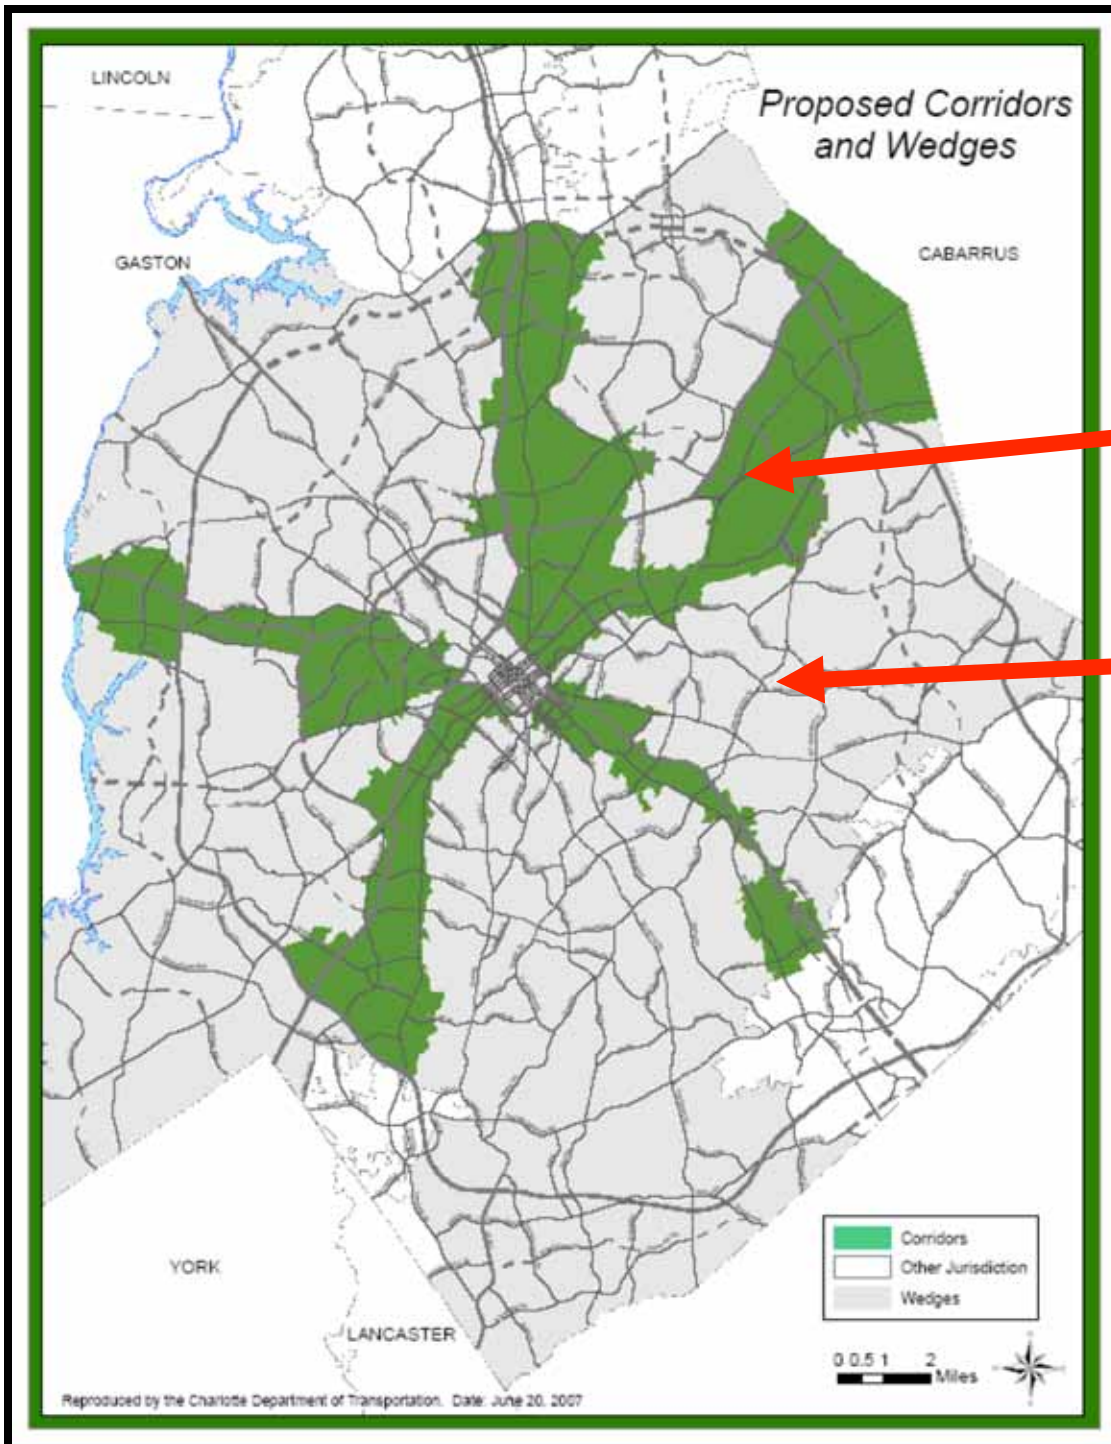 LINCOLN
Proposed Corridors
and Wedges
GASTON
CABARRUS
YORK
LANCASTER
Corridors
Other Jurisdiction
Wedges
0 0.5 1 2
Miles
Reproduced by the Charlotte Department of Transportation. Date: June 20, 2007